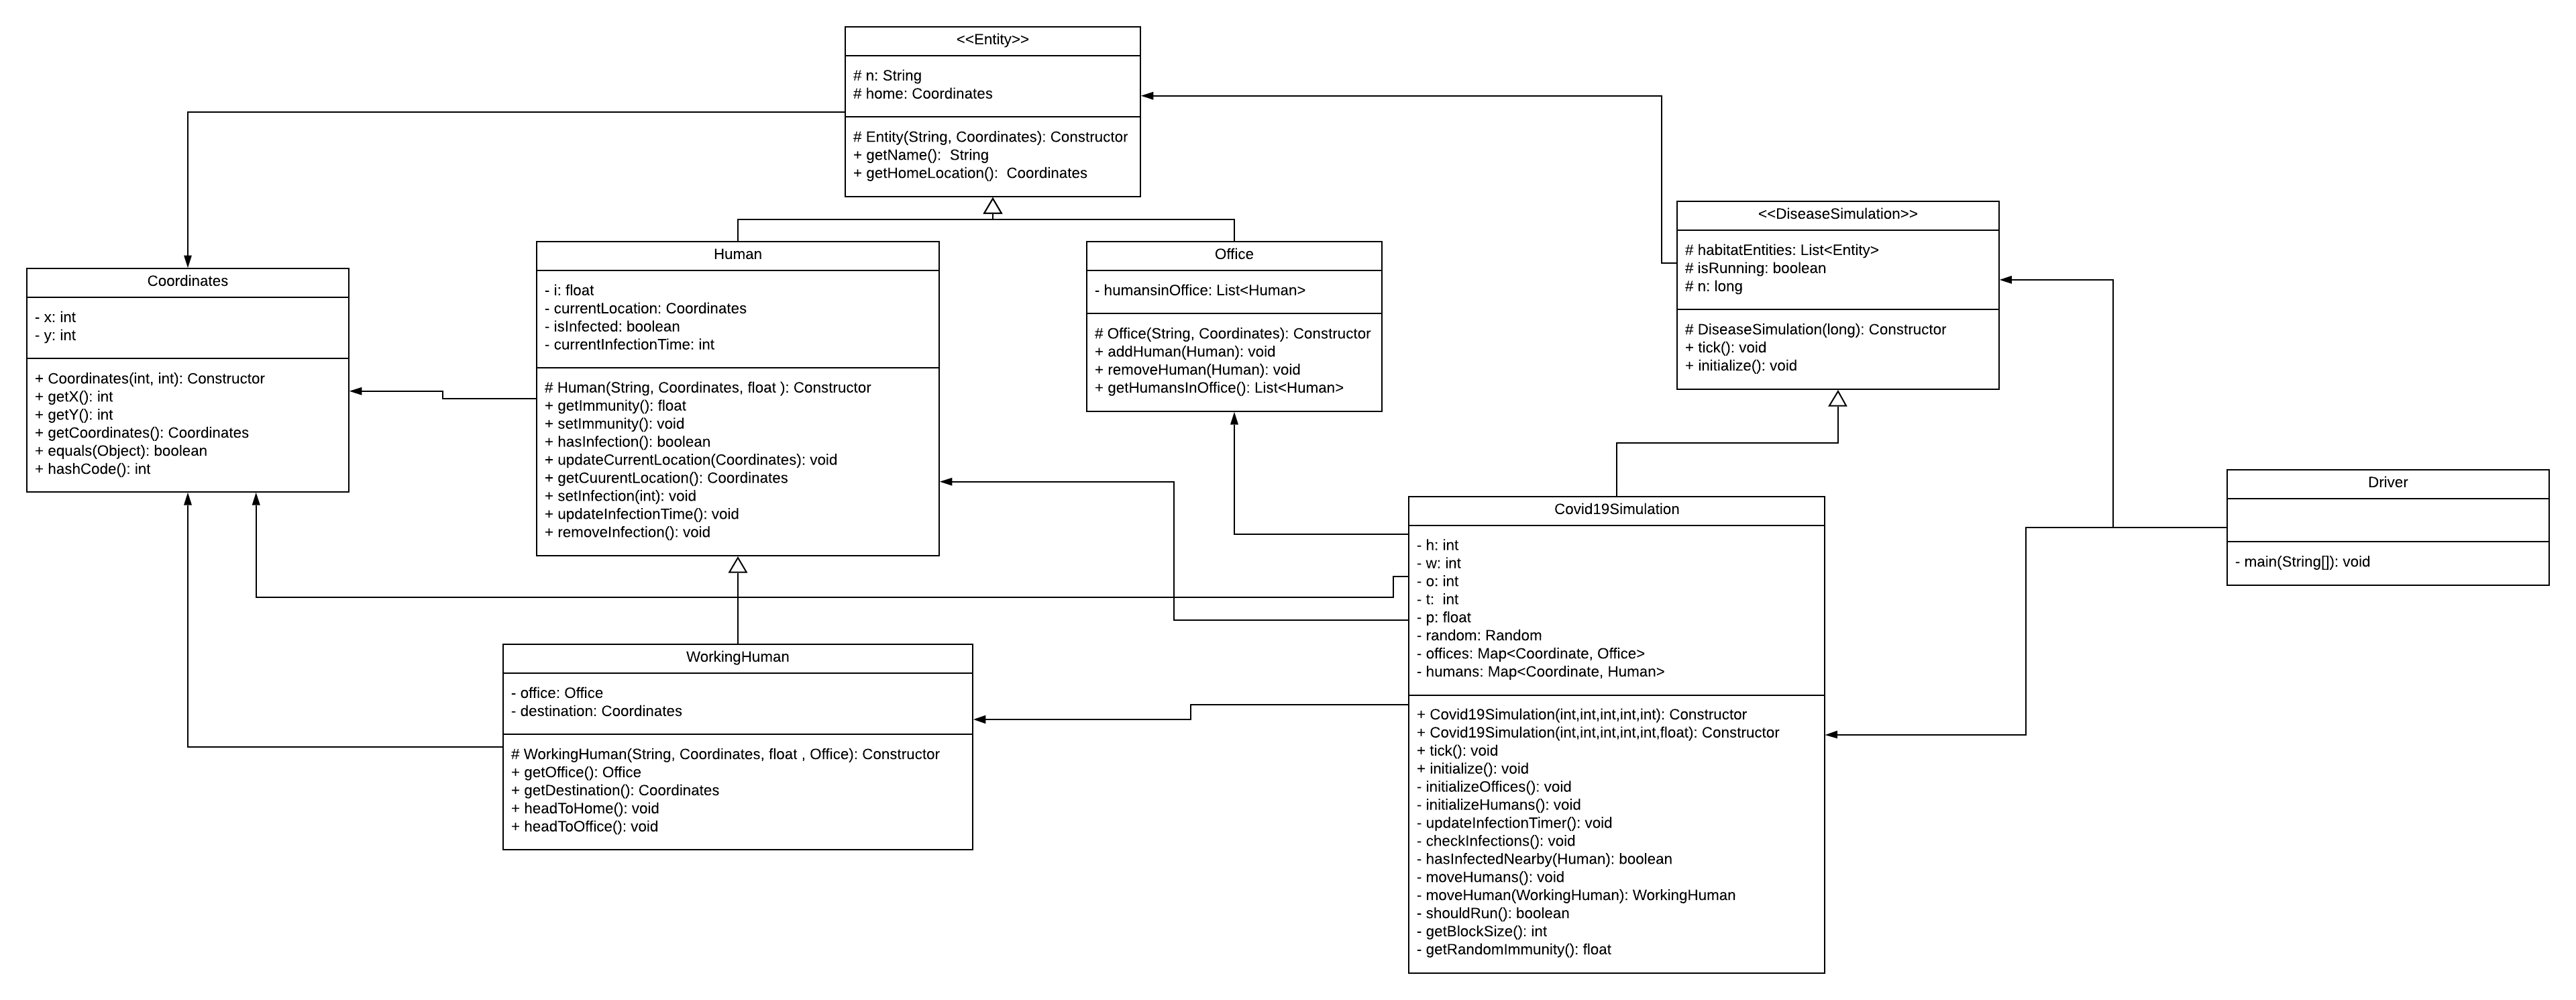 <<Entity>>
# n: String
# home: Coordinates
# Entity(String, Coordinates): Constructor
+ getName():  String
+ getHomeLocation():  Coordinates
Coordinates
- x: int
- y: int
+ Coordinates(int, int): Constructor
+ getX(): int
+ getY(): int
+ getCoordinates(): Coordinates
+ equals(Object): boolean
+ hashCode(): int
Human
- i: float
- currentLocation: Coordinates
- isInfected: boolean
- currentInfectionTime: int
# Human(String, Coordinates, float ): Constructor
+ getImmunity(): float
+ setImmunity(): void
+ hasInfection(): boolean
+ updateCurrentLocation(Coordinates): void
+ getCuurentLocation(): Coordinates
+ setInfection(int): void
+ updateInfectionTime(): void
+ removeInfection(): void
Office
- humansinOffice: List<Human>
# Office(String, Coordinates): Constructor
+ addHuman(Human): void
+ removeHuman(Human): void
+ getHumansInOffice(): List<Human>
<<DiseaseSimulation>>
# habitatEntities: List<Entity>
# isRunning: boolean
# n: long
# DiseaseSimulation(long): Constructor
+ tick(): void
+ initialize(): void
WorkingHuman
- office: Office
- destination: Coordinates
# WorkingHuman(String, Coordinates, float , Office): Constructor
+ getOffice(): Office
+ getDestination(): Coordinates
+ headToHome(): void
+ headToOffice(): void
Covid19Simulation
- h: int
- w: int
- o: int
- t:  int
- p: float
- random: Random
- offices: Map<Coordinate, Office>
- humans: Map<Coordinate, Human>
+ Covid19Simulation(int,int,int,int,int): Constructor
+ Covid19Simulation(int,int,int,int,int,float): Constructor
+ tick(): void
+ initialize(): void
- initializeOffices(): void
- initializeHumans(): void
- updateInfectionTimer(): void
- checkInfections(): void
- hasInfectedNearby(Human): boolean
- moveHumans(): void
- moveHuman(WorkingHuman): WorkingHuman
- shouldRun(): boolean
- getBlockSize(): int
- getRandomImmunity(): float
Driver
- main(String[]): void